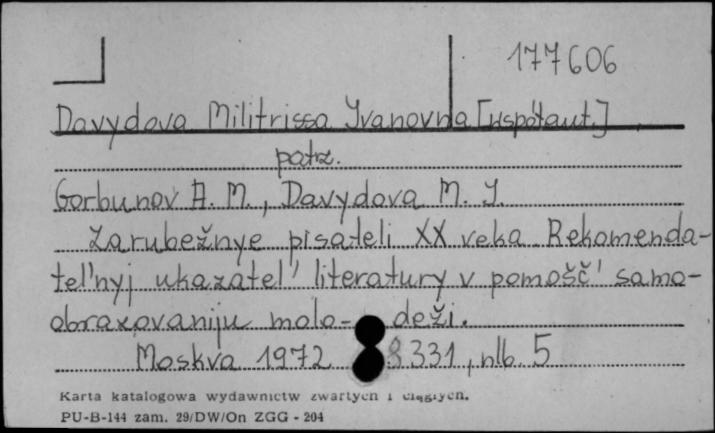 177606
Davydova Militrissa Ivanovna [współaut.]
patrz.
Gorbunov A. M., Davydova M. I.
Zarubežnye pisateli XX veka Rekomenda-
tel'nyj ukazatel' literatury v pomošč' samo-
obrazovaniju molo- deži.
Moskva 1972 8 331, nlb. 5
Karta katalogowa wydawnictw zwartych i ciągłych.
PU-B-144 zam. 29/DW/On ZGG - 204